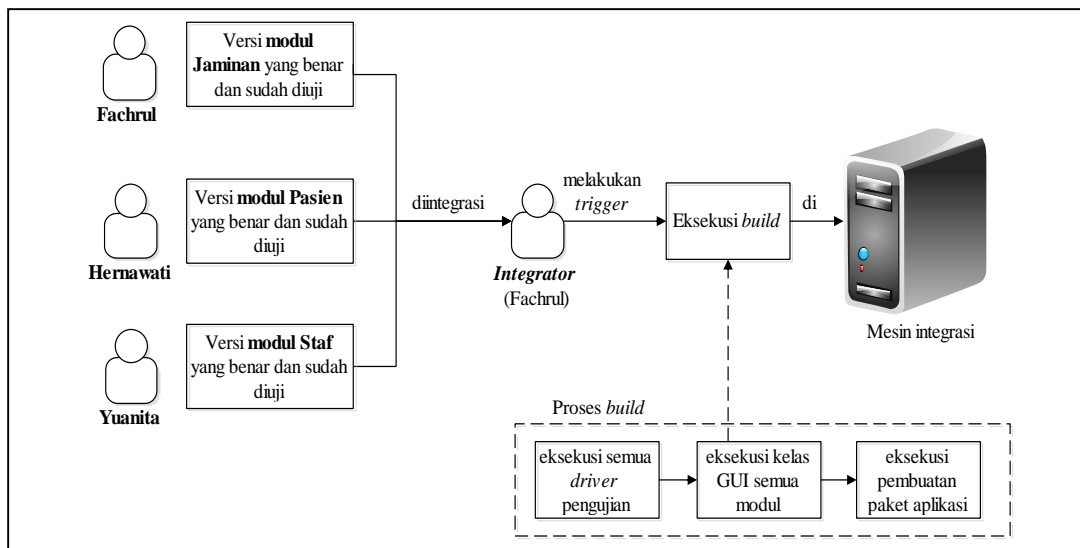 Versi modul
Jaminan yang benar
dan sudah diuji
Fachrul
Versi modul Pasien
yang benar dan sudah
diuji
Hernawati
Versi modul Staf
yang benar dan sudah
diuji
Yuanita
diintegrasi
Integrator
(Fachrul)
melakukan
trigger
Eksekusi build
di
Mesin integrasi
Proses build
eksekusi semua
driver
pengujian
eksekusi kelas
GUI semua
modul
eksekusi
pembuatan
paket aplikasi